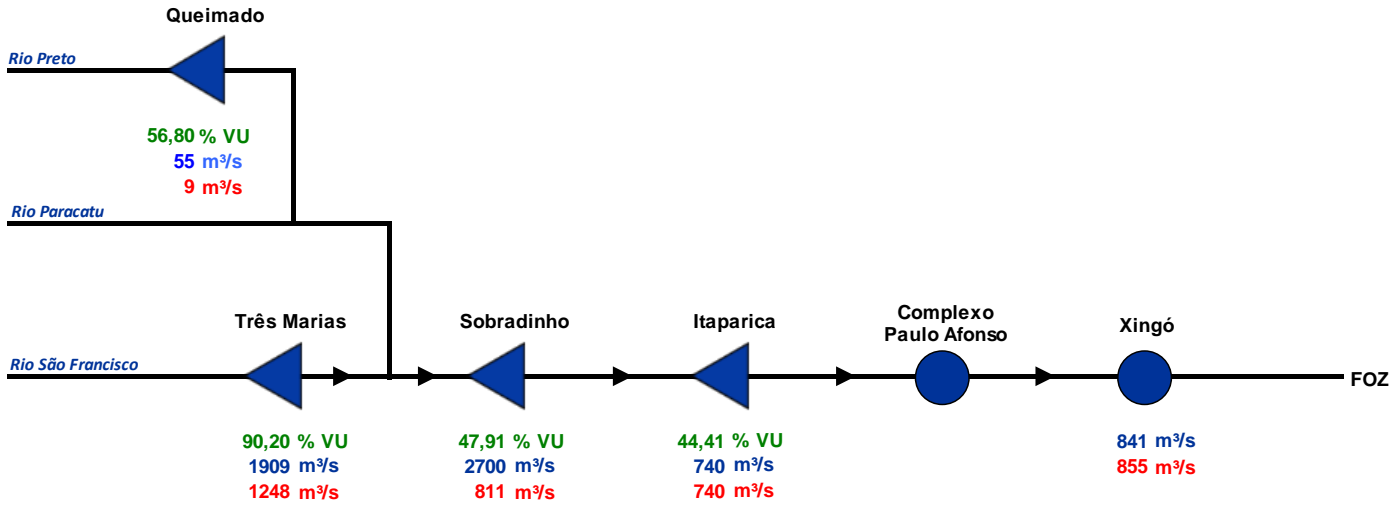 Queimado
Rio Preto
56,80 % VU
55 m³/s
9 m³/s
Rio Paracatu
Três Marias
Sobradinho
Itaparica
Complexo
Paulo Afonso
Xingó
Rio São Francisco
FOZ
90,20 % VU
1909 m³/s
1248 m³/s
47,91 % VU
2700 m³/s
811 m³/s
44,41 % VU
740 m³/s
740 m³/s
841 m³/s
855 m³/s